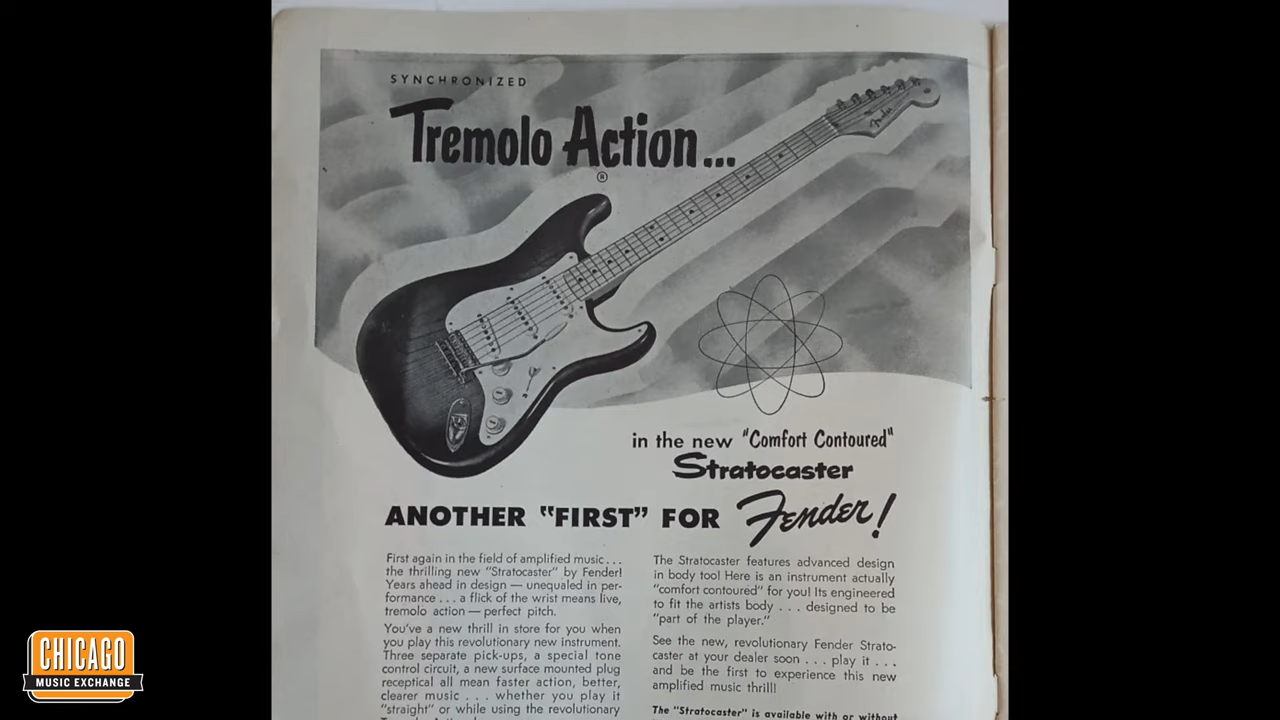 SYNCHRONIZED
Tremolo Action...
®
Fender
in the new "Comfort Contoured"
Stratocaster
ANOTHER "FIRST" FOR Fender!
First again in the field of amplified music...
the thrilling new "Stratocaster" by Fender!
Years ahead in design — unequaled in per-
formance . . . a flick of the wrist means live,
tremolo action — perfect pitch.
You've a new thrill in store for you when
you play this revolutionary new instrument.
Three separate pick-ups, a special tone
control circuit, a new surface mounted plug
receptical all mean faster action, better,
clearer music . . . whether you play it
"straight" or while using the revolutionary
The Stratocaster features advanced design
in body too! Here is an instrument actually
"comfort contoured" for you! Its engineered
to fit the artists body . . . designed to be
"part of the player."
See the new, revolutionary Fender Strato-
caster at your dealer soon . . . play it . . .
and be the first to experience this new
amplified music thrill!
The "Stratocaster" is available with or without
CHICAGO
MUSIC EXCHANGE